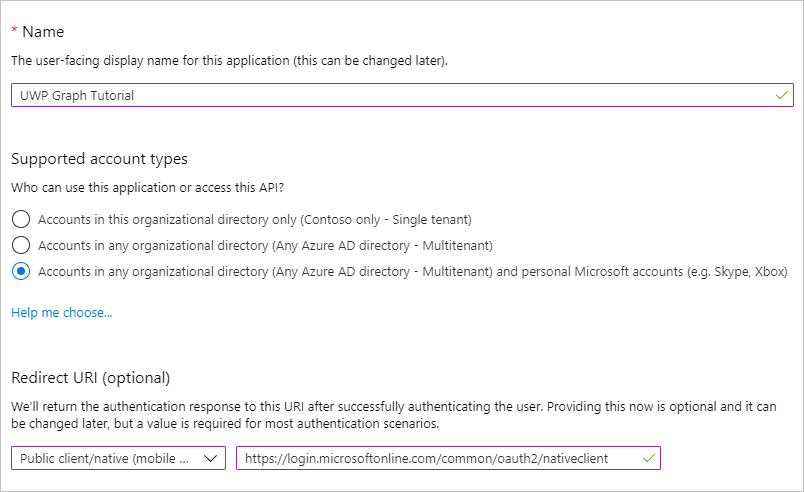 * Name
The user-facing display name for this application (this can be changed later).
UWP Graph Tutorial
Supported account types
Who can use this application or access this API?
Accounts in this organizational directory only (Contoso only - Single tenant)
Accounts in any organizational directory (Any Azure AD directory - Multitenant)
Accounts in any organizational directory (Any Azure AD directory - Multitenant) and personal Microsoft accounts (e.g. Skype, Xbox)
Help me choose...
Redirect URI (optional)
We'll return the authentication response to this URI after successfully authenticating the user. Providing this now is optional and it can
be changed later, but a value is required for most authentication scenarios.
Public client/native (mobile ... https://login.microsoftonline.com/common/oauth2/nativeclient